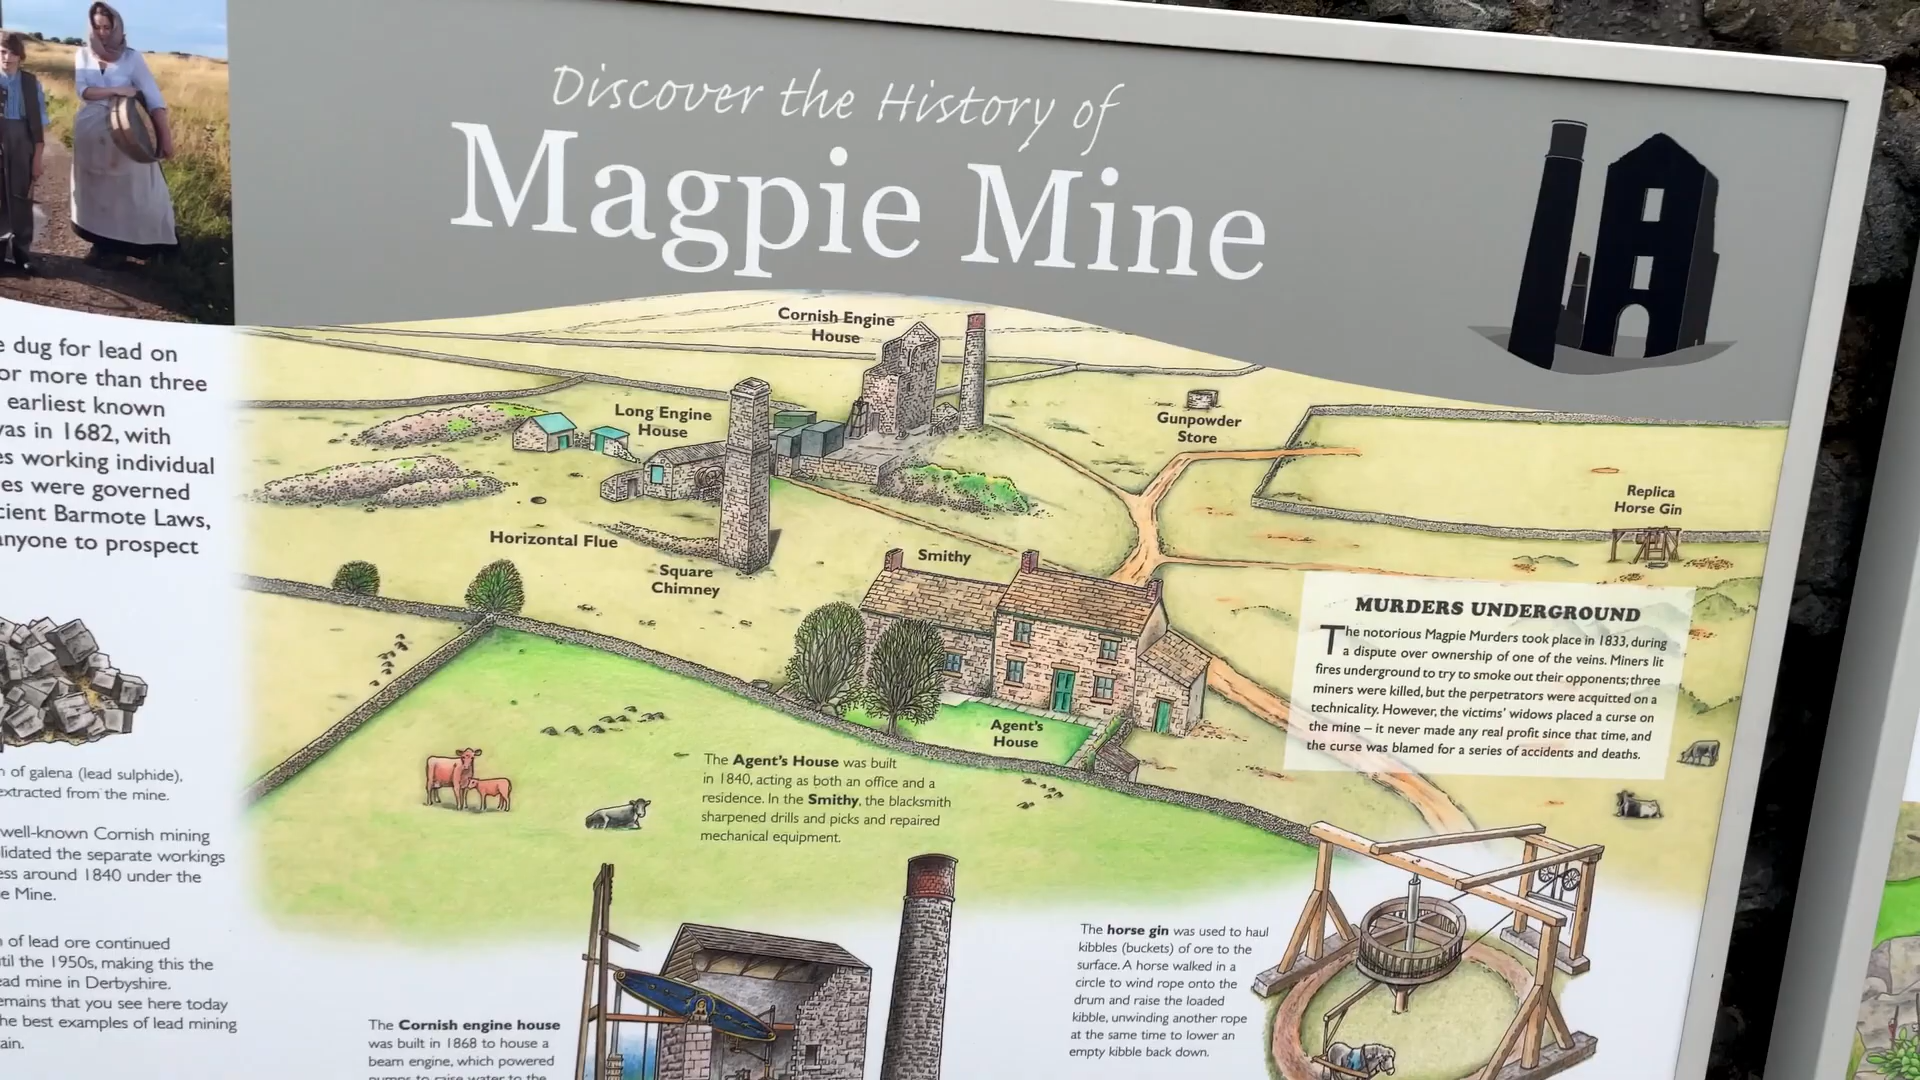 Discover the History of
Magpie Mine
dug for lead on
or more than three
earliest known
was in 1682, with
working individual
were governed
Barmote Laws,
anyone to prospect
of galena (lead sulphide),
extracted from the mine.
well-known Cornish mining
the separate workings
around 1840 under the
Mine.
of lead ore continued
until the 1950s, making this the
mine in Derbyshire.
that you see here today
the best examples of lead mining
Cornish Engine
House
Long Engine
House
Gunpowder
Store
Replica
Horse Gin
Horizontal Flue
Square
Chimney
Smithy
Agent's
House
MURDERS UNDERGROUND
The notorious Magpie Murders took place in 1833, during
a dispute over ownership of one of the veins. Miners lit
fires underground to try to smoke out their opponents; three
miners were killed, but the perpetrators were acquitted on a
technicality. However, the victims' widows placed a curse on
the mine – it never made any real profit since that time, and
the curse was blamed for a series of accidents and deaths.
The Agent's House was built
in 1840, acting as both an office and a
residence. In the Smithy, the blacksmith
sharpened drills and picks and repaired
mechanical equipment.
The Cornish engine house
was built in 1868 to house a
beam engine, which powered
pumps to raise water to the
The horse gin was used to haul
kibbles (buckets) of ore to the
surface. A horse walked in a
circle to wind rope onto the
drum and raise the loaded
kibble, unwinding another rope
at the same time to lower an
empty kibble back down.